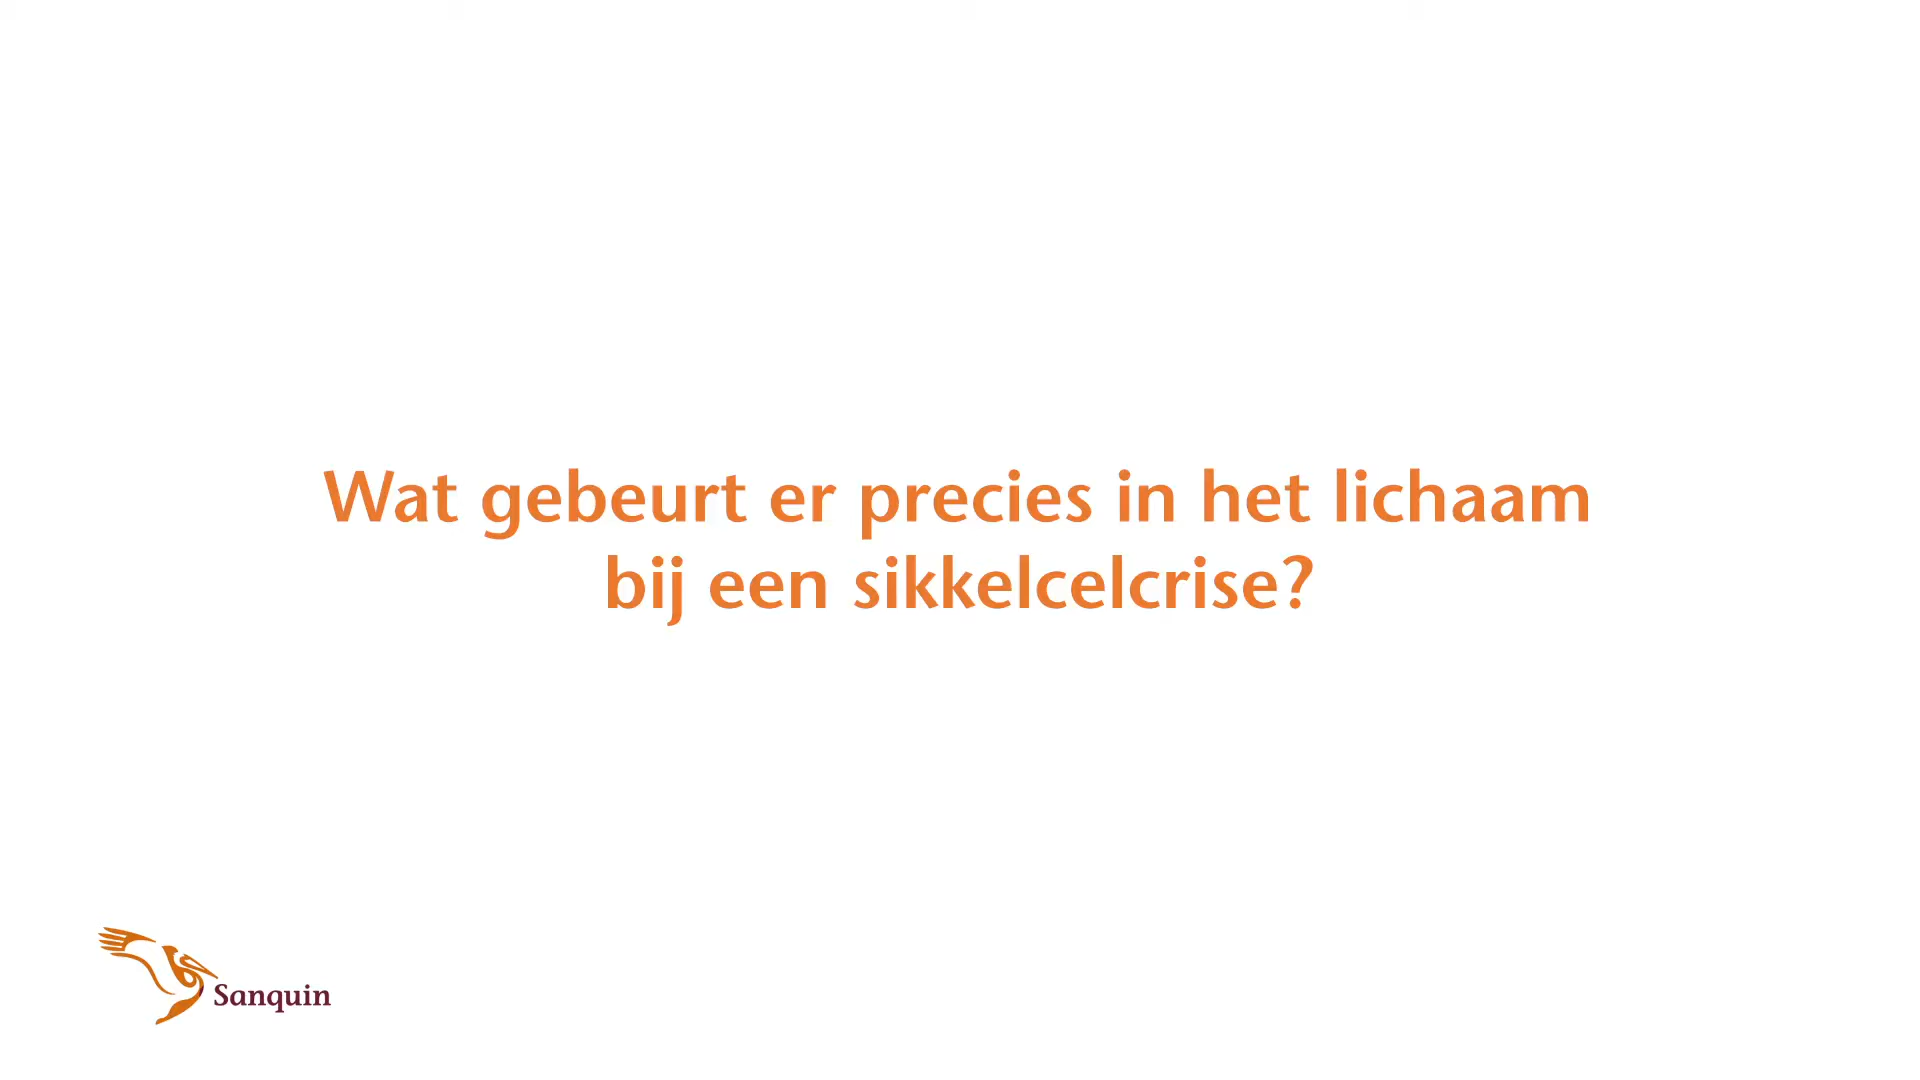 Wat gebeurt er precies in het lichaam
bij een sikkelcelcrise?
Sanquin